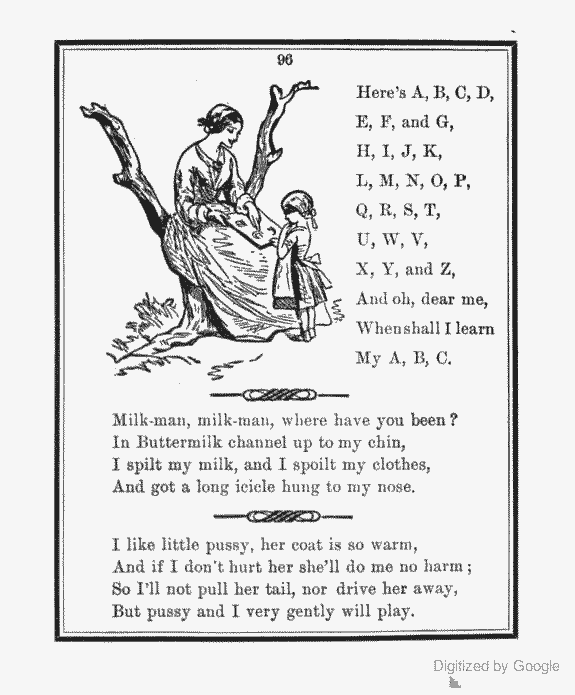 96
Here's A, B, C, D,
E, F, and G,
H, I, J, K,
L, M, N, O, P,
Q, R, S, T,
U, W, V,
X, Y, and Z,
And oh, dear me,
When shall I learn
My A, B, C.
Milk-man, milk-man, where have you been?
In Buttermilk channel up to my chin,
I spilt my milk, and I spoilt my clothes,
And got a long icicle hung to my nose.
I like little pussy, her coat is so warm,
And if I don't hurt her she'll do me no harm;
So I'll not pull her tail, nor drive her away,
But pussy and I very gently will play.
Digitized by Google